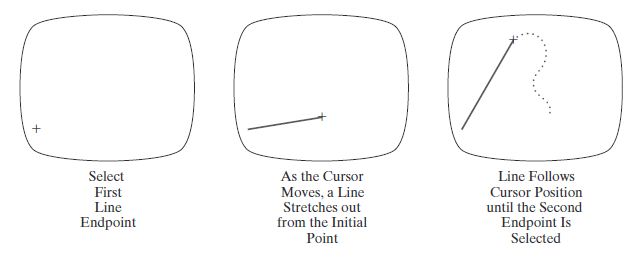 Select
First
Line
Endpoint
As the Cursor
Moves, a Line
Stretches out
from the Initial
Point
Line Follows
Cursor Position
until the Second
Endpoint Is
Selected